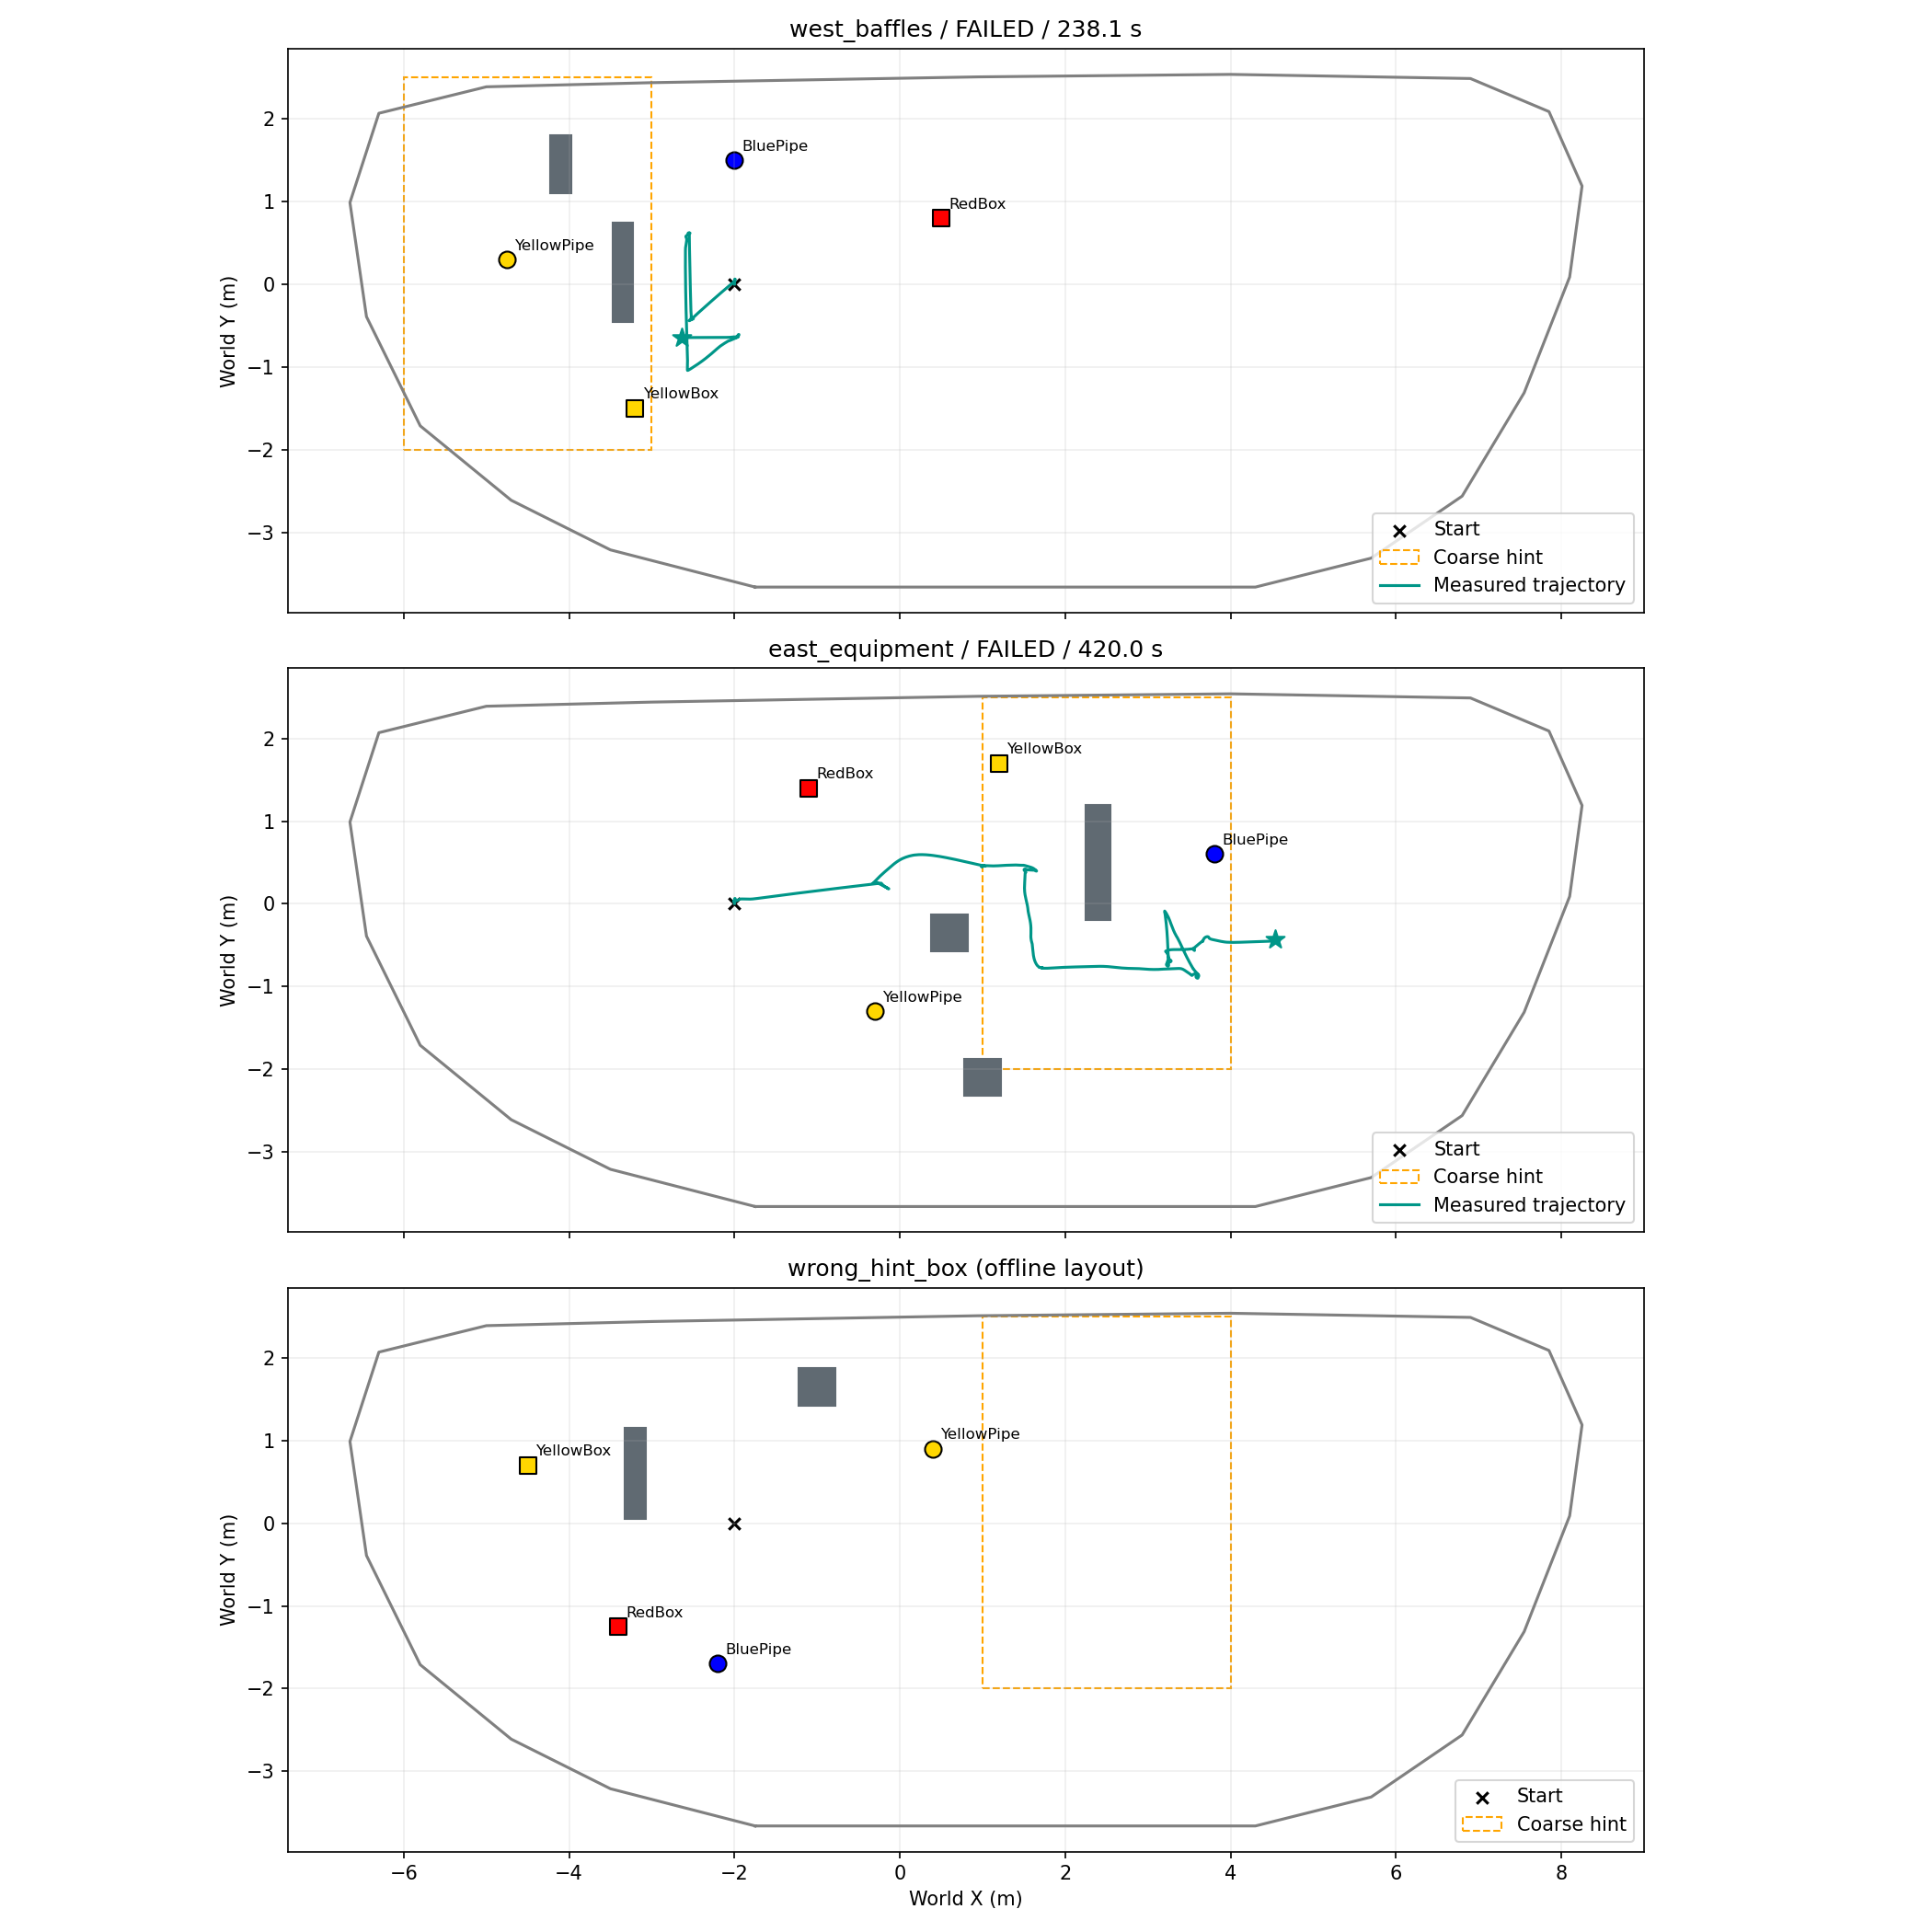 west_baffles / FAILED / 238.1 s
World Y (m)
2
1
0
−1
−2
−3
BluePipe
RedBox
YellowPipe
YellowBox
Start
Coarse hint
Measured trajectory
east_equipment / FAILED / 420.0 s
World Y (m)
2
1
0
−1
−2
−3
YellowBox
RedBox
BluePipe
YellowPipe
Start
Coarse hint
Measured trajectory
wrong_hint_box (offline layout)
World Y (m)
2
1
0
−1
−2
−3
YellowPipe
YellowBox
RedBox
BluePipe
Start
Coarse hint
−6 −4 −2 0 2 4 6 8
World X (m)